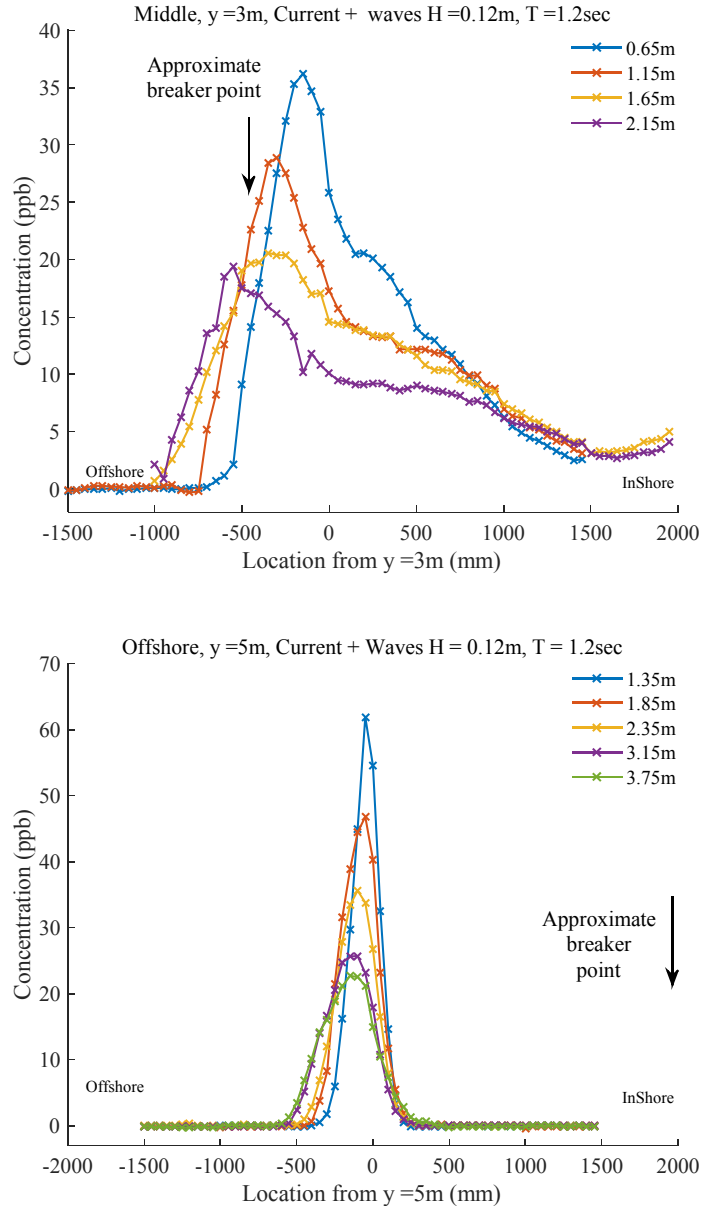 Middle, y =3m, Current + waves H =0.12m, T =1.2sec
40
35
30
25
20
15
10
5
0
Concentration (ppb)
Approximate
breaker point
0.65m
1.15m
1.65m
2.15m
Offshore
InShore
-1500 -1000 -500 0 500 1000 1500 2000
Location from y =3m (mm)
Offshore, y =5m, Current + Waves H = 0.12m, T = 1.2sec
70
60
50
40
30
20
10
0
Concentration (ppb)
1.35m
1.85m
2.35m
3.15m
3.75m
Approximate
breaker
point
Offshore
InShore
-2000 -1500 -1000 -500 0 500 1000 1500 2000
Location from y =5m (mm)